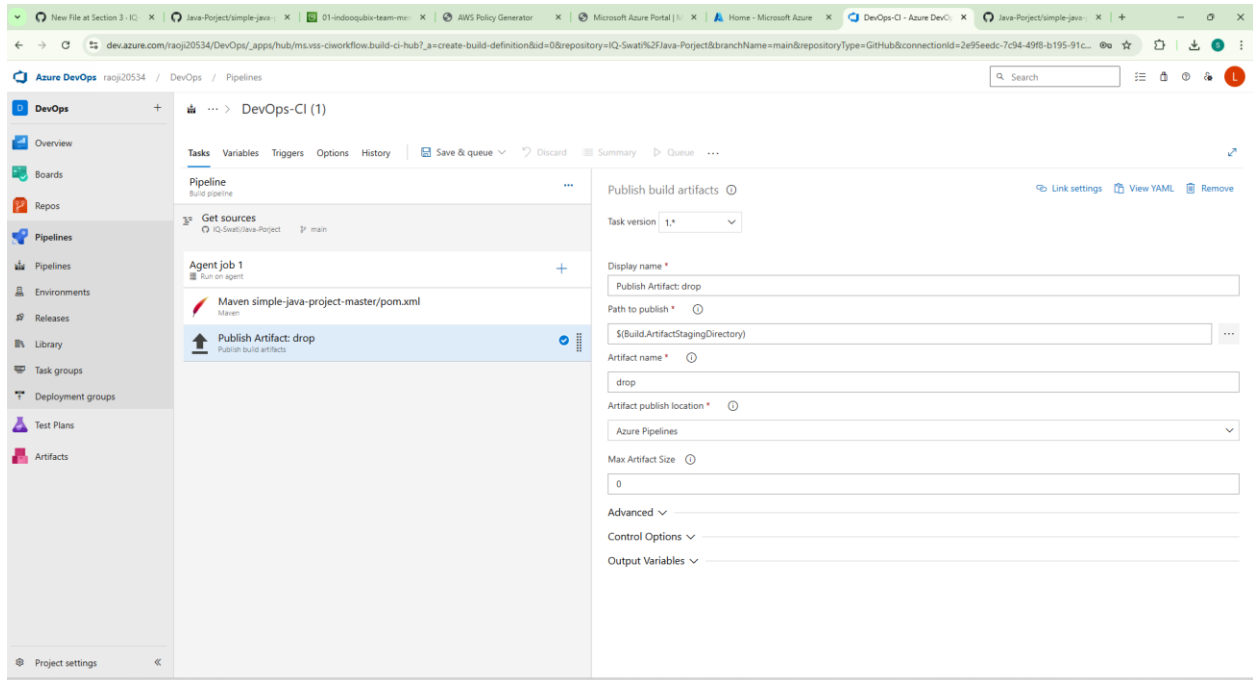 New File at Section 3 - IQ
Java-Porject/simple-java-p
01-indooqubix-team-mem
AWS Policy Generator
Microsoft Azure Portal | M
Home - Microsoft Azure
DevOps-CI - Azure DevOp
Java-Porject/simple-java-p
dev.azure.com/raoji20534/DevOps/_apps/hub/ms.vss-ciworkflow.build-ci-hub?_a=create-build-definition&id=0&repository=IQ-Swati%2FJava-Porject&branchName=main&repositoryType=GitHub&connectionId=2e95eedc-7c94-49f8-b195-91c...
S
Azure DevOps raoji20534 / DevOps / Pipelines
Search
L
D DevOps
... > DevOps-CI (1)
Overview
Boards
Repos
Pipelines
Pipelines
Environments
Releases
Library
Task groups
Deployment groups
Test Plans
Artifacts
Project settings
Tasks Variables Triggers Options History Save & queue Discard Summary Queue ...
Pipeline
Build pipeline
Get sources
IQ-Swati/Java-Porject main
Agent job 1
Run on agent
Maven simple-java-project-master/pom.xml
Maven
Publish Artifact: drop
Publish build artifacts
Publish build artifacts
Link settings View YAML Remove
Task version 1.*
Display name *
Publish Artifact: drop
Path to publish *
$(Build.ArtifactStagingDirectory)
Artifact name *
drop
Artifact publish location *
Azure Pipelines
Max Artifact Size
0
Advanced
Control Options
Output Variables